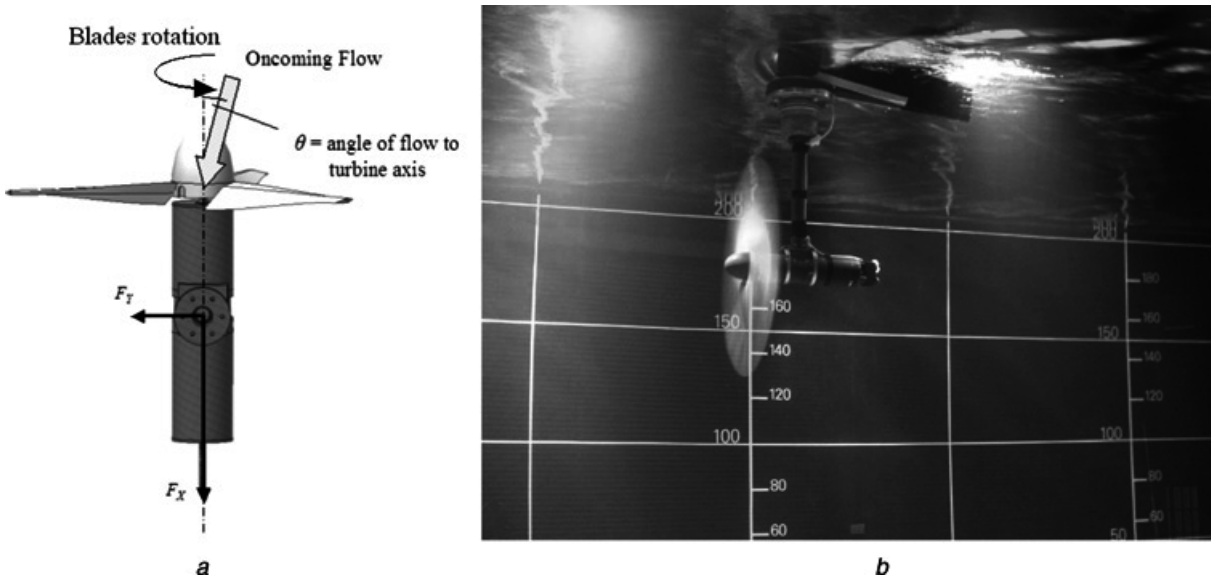 Blades rotation
Oncoming Flow
θ = angle of flow to
turbine axis
F_Y
F_X
a
200
200
180
160
160
150
150
140
140
120
120
100
100
80
80
60
60
50
b